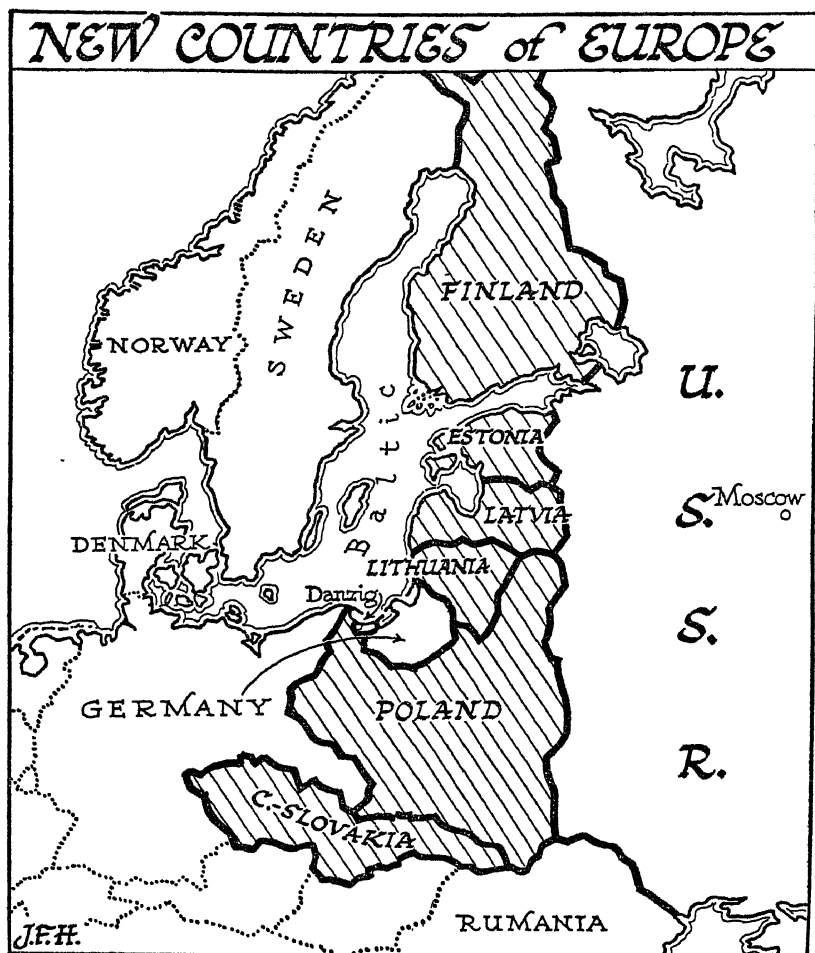 NEW COUNTRIES of EUROPE
FINLAND
NORWAY
SWEDEN
U.
Baltic
ESTONIA
S. Moscow
LATVIA
DENMARK
LITHUANIA
Danzig
S.
GERMANY
POLAND
R.
C.-SLOVAKIA
RUMANIA
J.F.H.